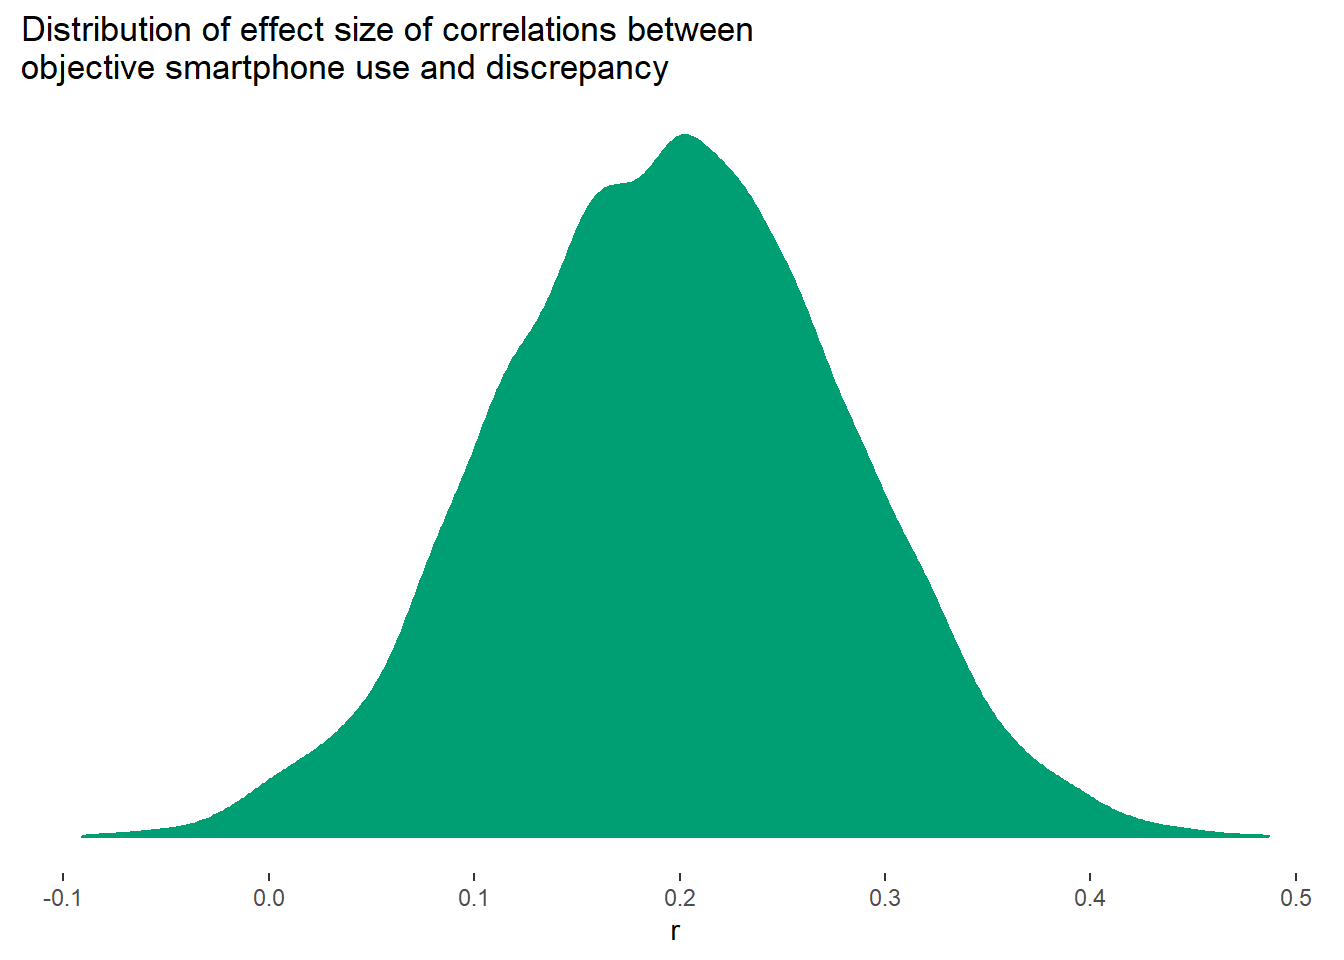 Distribution of effect size of correlations between
objective smartphone use and discrepancy
-0.1 0.0 0.1 0.2 0.3 0.4 0.5
r